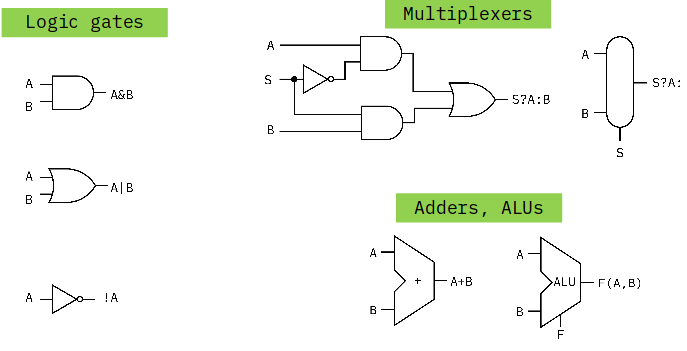 Logic gates
A
B
A&B
A
B
A|B
A
!A
Multiplexers
A
S
B
S?A:B
A
B
S?A:
S
Adders, ALUs
A
B
+
A+B
A
B
ALU
F(A,B)
F